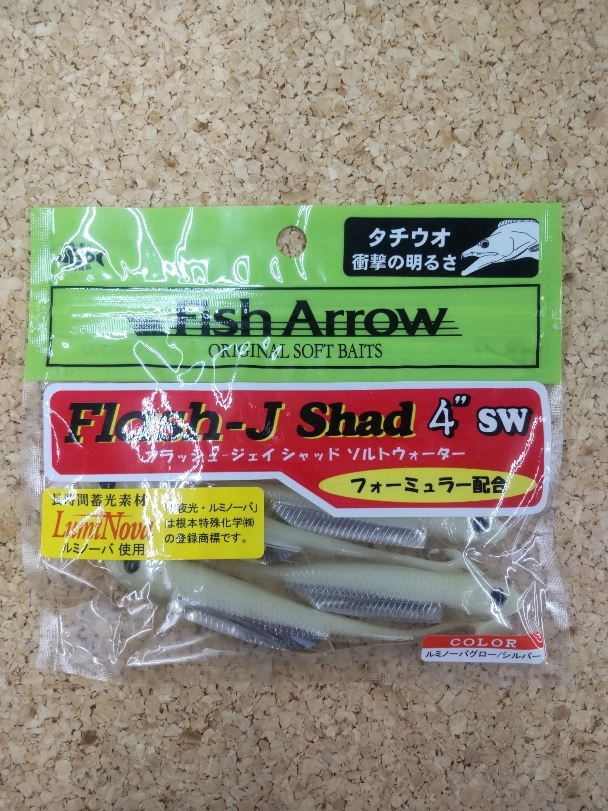 タチウオ
衝撃の明るさ
Fish Arrow
ORIGINAL SOFT BAITS
Flash-J Shad 4" SW
フラッシュ-ジェイ シャッド ソルトウォーター
フォーミュラー配合
長時間蓄光素材
LumiNova
ルミノーバ 使用
「夜光・ルミノーバ」
は根本特殊化学㈱
の登録商標です。
COLOR
ルミノーバグロー/シルバー